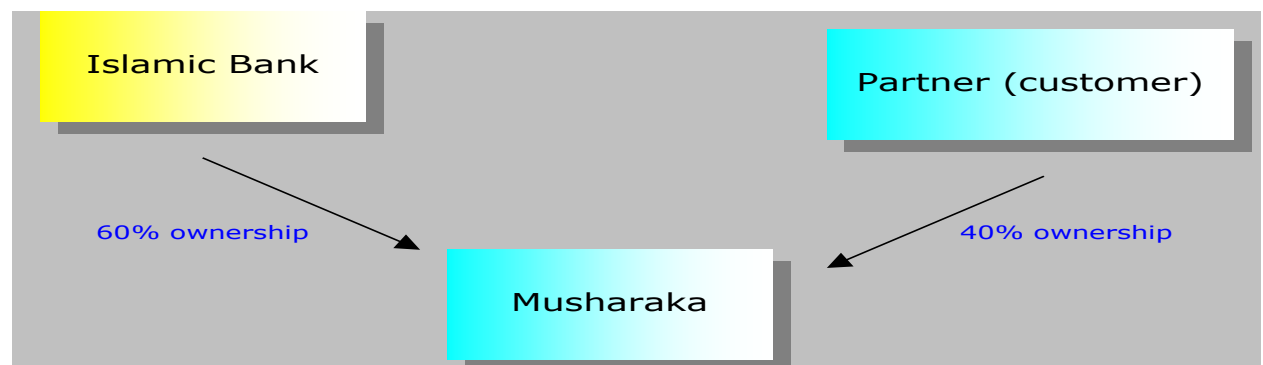 Islamic Bank
Partner (customer)
60% ownership
40% ownership
Musharaka